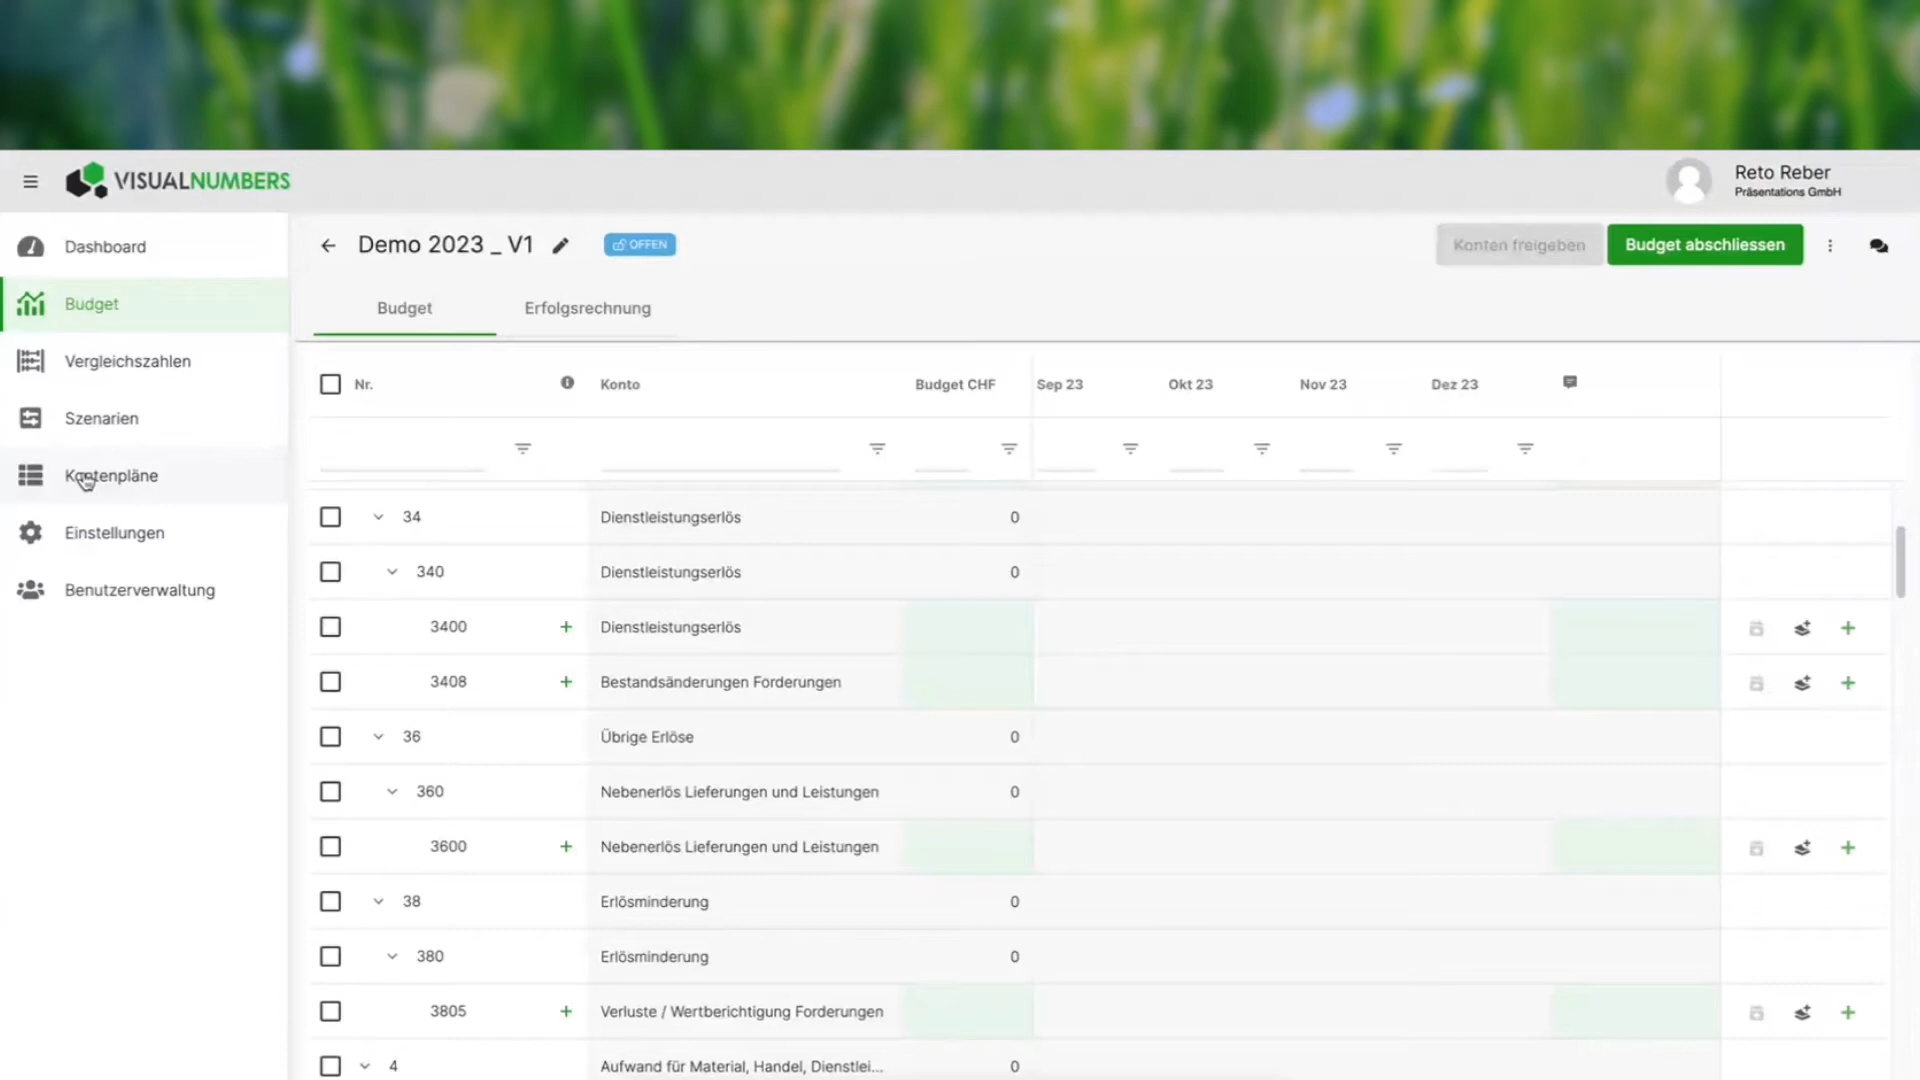 VISUALNUMBERS
Reto Reber
Präsentations GmbH
Dashboard
Budget
Vergleichszahlen
Szenarien
Kontenpläne
Einstellungen
Benutzerverwaltung
Demo 2023 _ V1
OFFEN
Konten freigeben
Budget abschliessen
Budget
Erfolgsrechnung
Nr.
Konto
Budget CHF
Sep 23
Okt 23
Nov 23
Dez 23
34 Dienstleistungserlös 0
340 Dienstleistungserlös 0
3400 + Dienstleistungserlös +
3408 + Bestandsänderungen Forderungen +
36 Übrige Erlöse 0
360 Nebenerlös Lieferungen und Leistungen 0
3600 + Nebenerlös Lieferungen und Leistungen +
38 Erlösminderung 0
380 Erlösminderung 0
3805 + Verluste / Wertberichtigung Forderungen +
4 Aufwand für Material, Handel, Dienstlei... 0